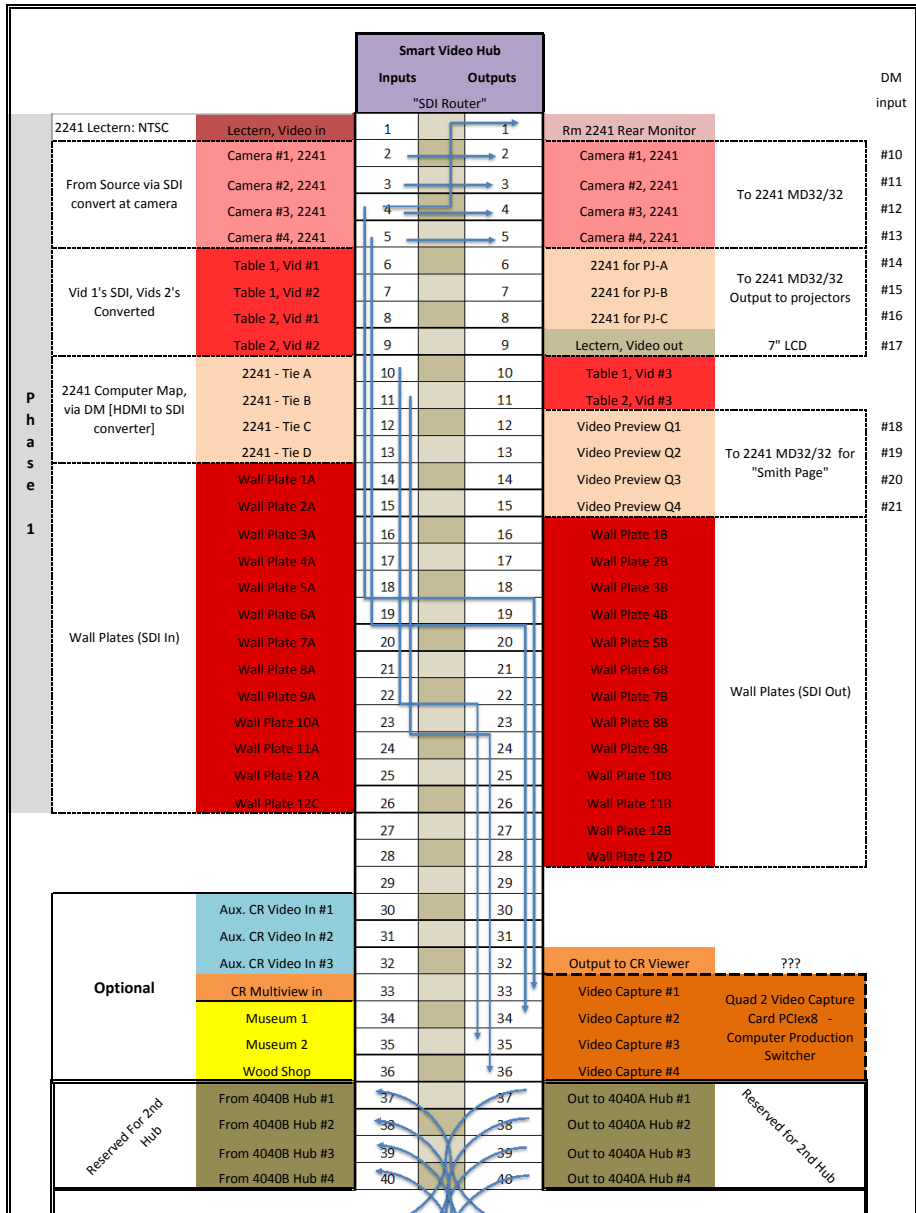 Smart Video Hub
Inputs Outputs
"SDI Router"
DM
input
2241 Lectern: NTSC Lectern, Video in 1 1 Rm 2241 Rear Monitor
Camera #1, 2241 2 2 Camera #1, 2241 #10
From Source via SDI
convert at camera
Camera #2, 2241 3 3 Camera #2, 2241 #11
To 2241 MD32/32
Camera #3, 2241 4 4 Camera #3, 2241 #12
Camera #4, 2241 5 5 Camera #4, 2241 #13
Table 1, Vid #1 6 6 2241 for PJ-A #14
Vid 1's SDI, Vids 2's
Converted
Table 1, Vid #2 7 7 2241 for PJ-B #15
To 2241 MD32/32
Output to projectors
Table 2, Vid #1 8 8 2241 for PJ-C #16
Table 2, Vid #2 9 9 Lectern, Video out 7" LCD #17
2241 - Tie A 10 10 Table 1, Vid #3
2241 Computer Map,
via DM [HDMI to SDI
converter]
2241 - Tie B 11 11 Table 2, Vid #3
2241 - Tie C 12 12 Video Preview Q1 #18
2241 - Tie D 13 13 Video Preview Q2 #19
To 2241 MD32/32 for
"Smith Page"
Wall Plate 1A 14 14 Video Preview Q3 #20
Wall Plate 2A 15 15 Video Preview Q4 #21
Phase 1
Wall Plate 3A 16 16 Wall Plate 1B
Wall Plate 4A 17 17 Wall Plate 2B
Wall Plate 5A 18 18 Wall Plate 3B
Wall Plate 6A 19 19 Wall Plate 4B
Wall Plates (SDI In) Wall Plate 7A 20 20 Wall Plate 5B
Wall Plate 8A 21 21 Wall Plate 6B
Wall Plate 9A 22 22 Wall Plate 7B Wall Plates (SDI Out)
Wall Plate 10A 23 23 Wall Plate 8B
Wall Plate 11A 24 24 Wall Plate 9B
Wall Plate 12A 25 25 Wall Plate 10B
Wall Plate 12C 26 26 Wall Plate 11B
27 27 Wall Plate 12B
28 28 Wall Plate 12D
29 29
Aux. CR Video In #1 30 30
Aux. CR Video In #2 31 31
Aux. CR Video In #3 32 32 Output to CR Viewer ???
Optional CR Multiview in 33 33 Video Capture #1
Quad 2 Video Capture
Card PCIex8 -
Computer Production
Switcher
Museum 1 34 34 Video Capture #2
Museum 2 35 35 Video Capture #3
Wood Shop 36 36 Video Capture #4
Reserved For 2nd
Hub
From 4040B Hub #1 37 37 Out to 4040A Hub #1
From 4040B Hub #2 38 38 Out to 4040A Hub #2
Reserved for 2nd Hub
From 4040B Hub #3 39 39 Out to 4040A Hub #3
From 4040B Hub #4 40 40 Out to 4040A Hub #4